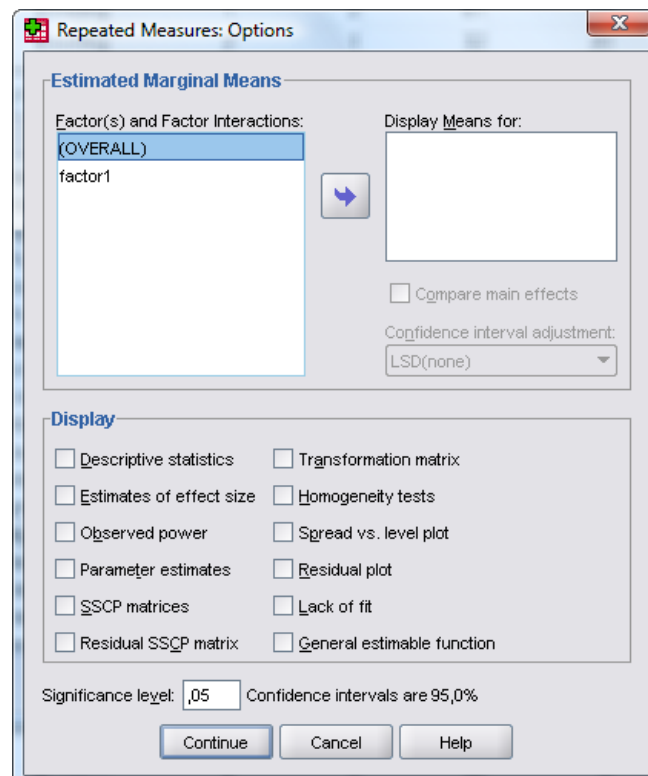 Repeated Measures: Options
Estimated Marginal Means
Factor(s) and Factor Interactions:
(OVERALL)
factor1
Display Means for:
Compare main effects
Confidence interval adjustment:
LSD(none)
Display
Descriptive statistics
Transformation matrix
Estimates of effect size
Homogeneity tests
Observed power
Spread vs. level plot
Parameter estimates
Residual plot
SSCP matrices
Lack of fit
Residual SSCP matrix
General estimable function
Significance level: ,05 Confidence intervals are 95,0%
Continue Cancel Help